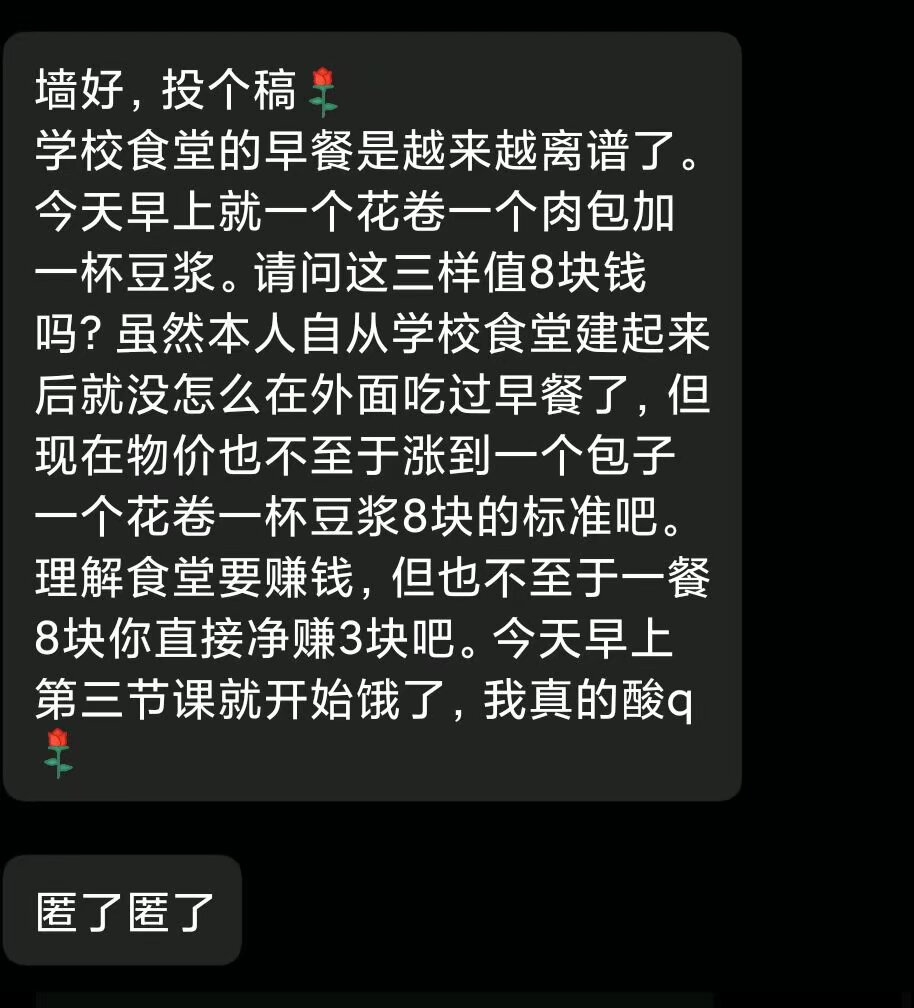 墙好，投个稿🌹
学校食堂的早餐是越来越离谱了。
今天早上就一个花卷一个肉包加
一杯豆浆。请问这三样值8块钱
吗？虽然本人自从学校食堂建起来
后就没怎么在外面吃过早餐了，但
现在物价也不至于涨到一个包子
一个花卷一杯豆浆8块的标准吧。
理解食堂要赚钱，但也不至于一餐
8块你直接净赚3块吧。今天早上
第三节课就开始饿了，我真的酸q
🌹
匿了匿了